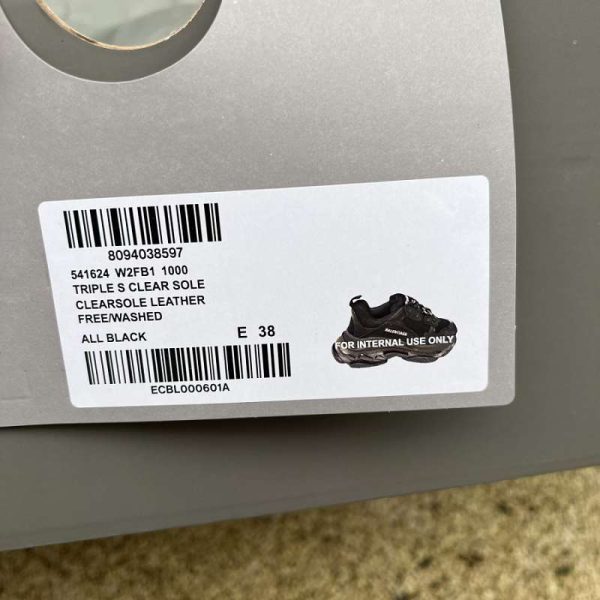 8094038597
541624 W2FB1 1000
TRIPLE S CLEAR SOLE
CLEARSOLE LEATHER
FREE/WASHED
ALL BLACK E 38
BALENCIAGA
FOR INTERNAL USE ONLY
ECBL000601A